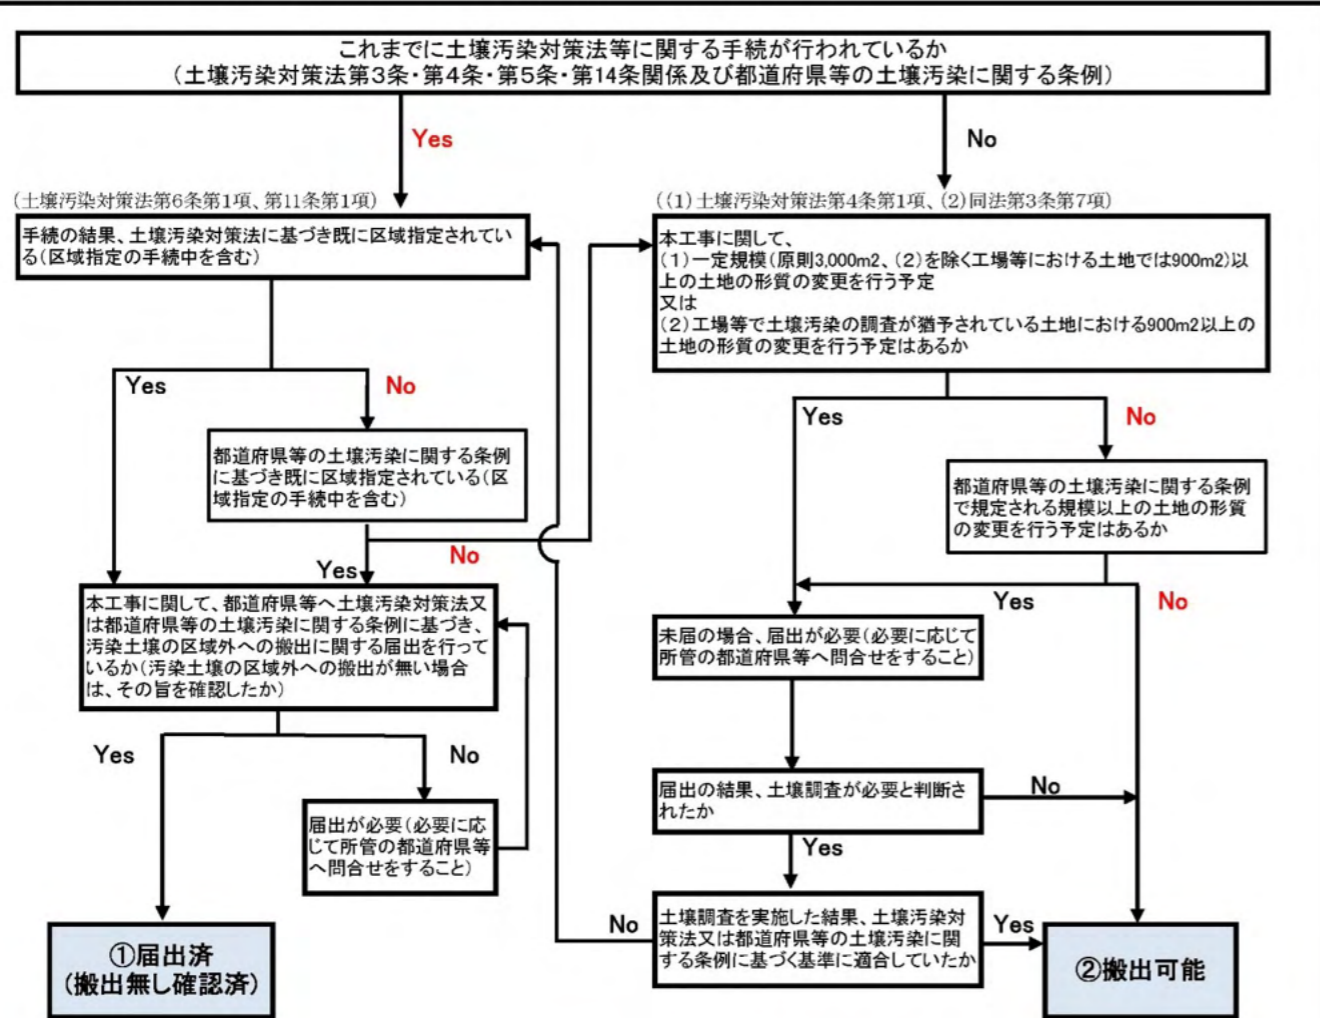 これまでに土壌汚染対策法等に関する手続が行われているか
(土壌汚染対策法第3条・第4条・第5条・第14条関係及び都道府県等の土壌汚染に関する条例)
Yes
No
(土壌汚染対策法第6条第1項、第11条第1項)
手続の結果、土壌汚染対策法に基づき既に区域指定されてい
る(区域指定の手続中を含む)
((1)土壌汚染対策法第4条第1項、(2)同法第3条第7項)
本工事に関して、
(1)一定規模(原則3,000m2、(2)を除く工場等における土地では900m2)以
上の土地の形質の変更を行う予定
又は
(2)工場等で土壌汚染の調査が猶予されている土地における900m2以上の
土地の形質の変更を行う予定はあるか
Yes
No
都道府県等の土壌汚染に関する条例
に基づき既に区域指定されている(区
域指定の手続中を含む)
Yes
No
Yes
No
都道府県等の土壌汚染に関する条例
で規定される規模以上の土地の形質
の変更を行う予定はあるか
Yes
No
本工事に関して、都道府県等へ土壌汚染対策法又
は都道府県等の土壌汚染に関する条例に基づき、
汚染土壌の区域外への搬出に関する届出を行って
いるか(汚染土壌の区域外への搬出が無い場合
は、その旨を確認したか)
Yes
No
届出が必要(必要に応
じて所管の都道府県等
へ問合せをすること)
未届の場合、届出が必要(必要に応じて
所管の都道府県等へ問合せをすること)
届出の結果、土壌調査が必要と判断さ
れたか
No
Yes
土壌調査を実施した結果、土壌汚染対
策法又は都道府県等の土壌汚染に関
する条例に基づく基準に適合していたか
No
Yes
①届出済
(搬出無し確認済)
②搬出可能